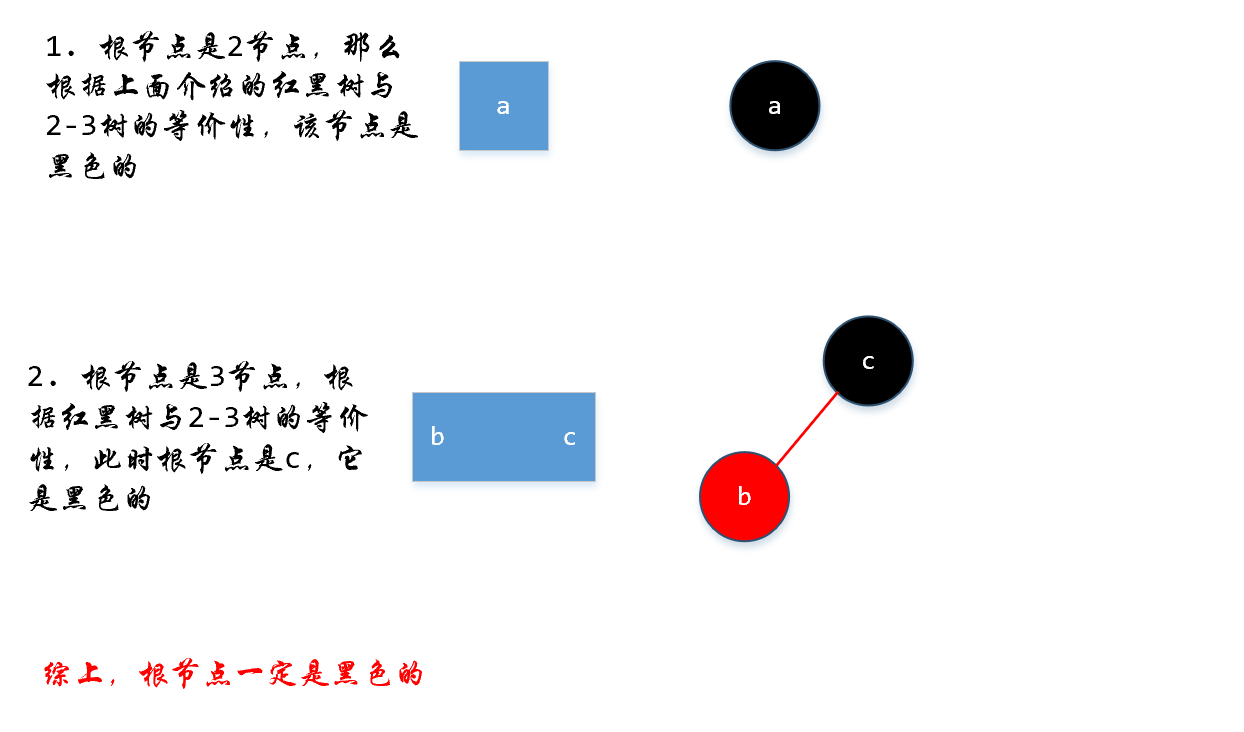 1. 根节点是2节点，那么
根据上面介绍的红黑树与
2-3树的等价性，该节点是
黑色的
a
a
2. 根节点是3节点，根
据红黑树与2-3树的等价
性，此时根节点是c，它
是黑色的
b c
c
b
综上，根节点一定是黑色的